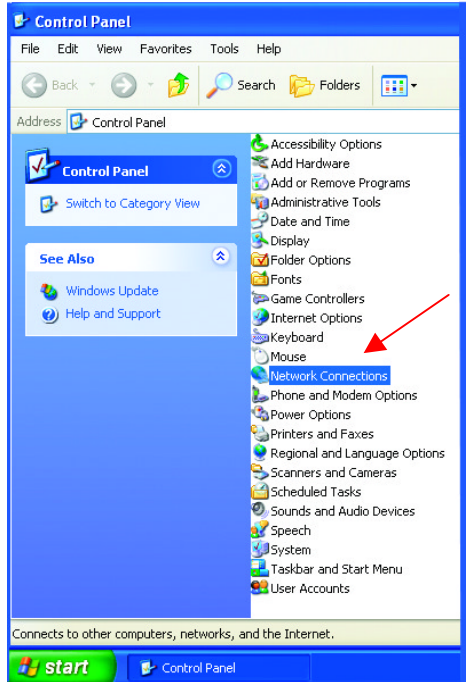 Control Panel
File Edit View Favorites Tools Help
Back Search Folders
Address Control Panel
Control Panel
Switch to Category View
See Also
Windows Update
Help and Support
Accessibility Options
Add Hardware
Add or Remove Programs
Administrative Tools
Date and Time
Display
Folder Options
Fonts
Game Controllers
Internet Options
Keyboard
Mouse
Network Connections
Phone and Modem Options
Power Options
Printers and Faxes
Regional and Language Options
Scanners and Cameras
Scheduled Tasks
Sounds and Audio Devices
Speech
System
Taskbar and Start Menu
User Accounts
Connects to other computers, networks, and the Internet.
start Control Panel